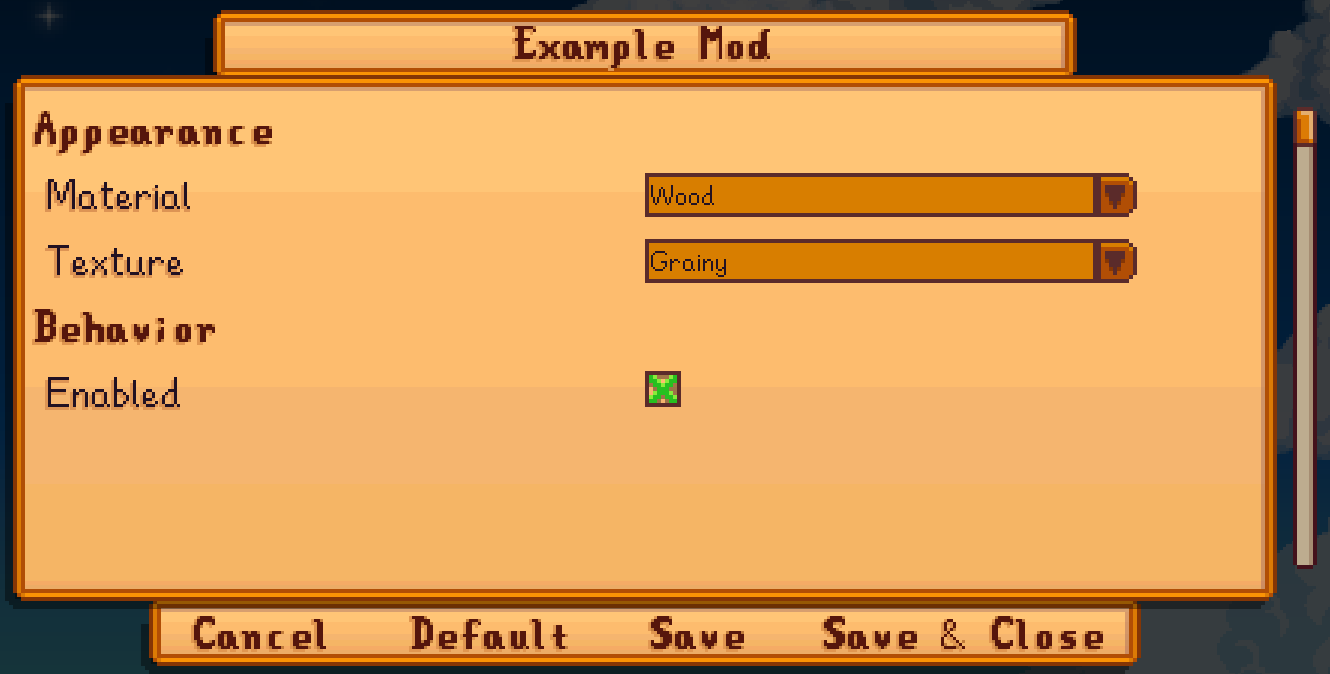 Example Mod
Appearance
Material Wood
Texture Grainy
Behavior
Enabled
Cancel Default Save Save & Close